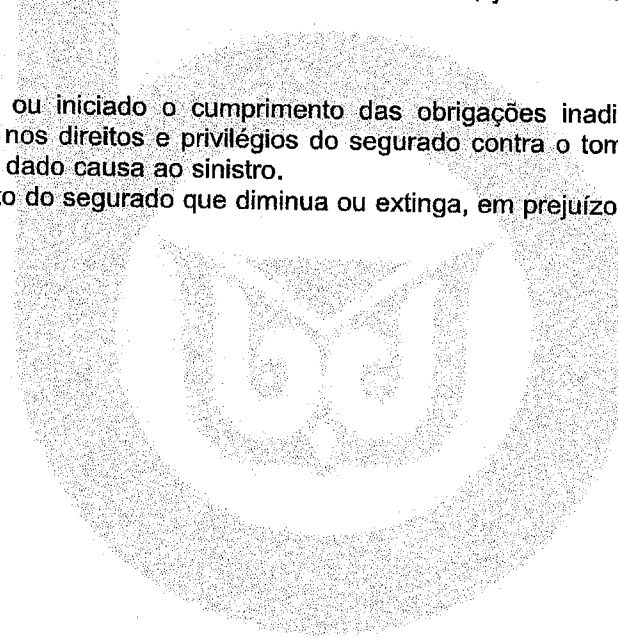 ou iniciado o cumprimento das obrigações inadi
nos direitos e privilégios do segurado contra o tom
dado causa ao sinistro.
to do segurado que diminua ou extinga, em prejuízo